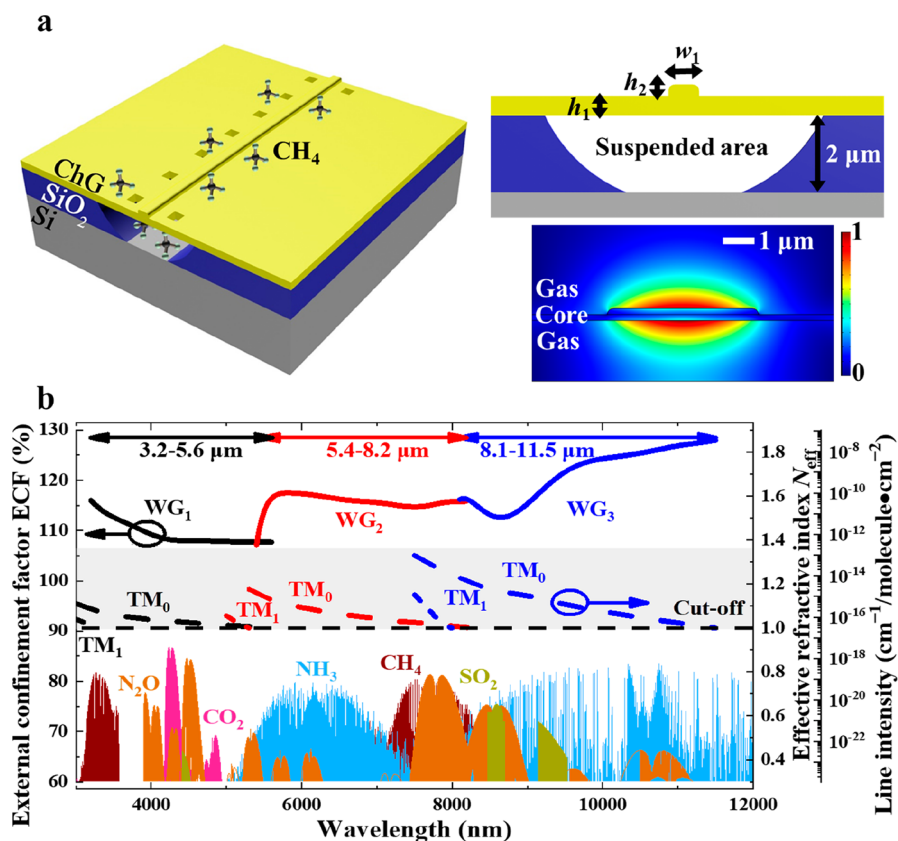 a
CH₄
ChG
SiO₂
Si
w₁
h₂
h₁
Suspended area
2 µm
1 µm
Gas
Core
Gas
1
0
b
External confinement factor ECF (%)
130
120
110
100
90
80
70
60
3.2-5.6 µm
5.4-8.2 µm
8.1-11.5 µm
WG₁
WG₂
WG₃
TM₀
TM₀
TM₀
TM₁
TM₁
TM₁
Cut-off
N₂O
CO₂
NH₃
CH₄
SO₂
1.8
1.6
1.4
1.2
1.0
0.8
0.6
0.4
Effective refractive index Neff
10⁻⁸
10⁻¹⁰
10⁻¹²
10⁻¹⁴
10⁻¹⁶
10⁻¹⁸
10⁻²⁰
10⁻²²
Line intensity (cm⁻¹/molecule•cm⁻²)
4000 6000 8000 10000 12000
Wavelength (nm)